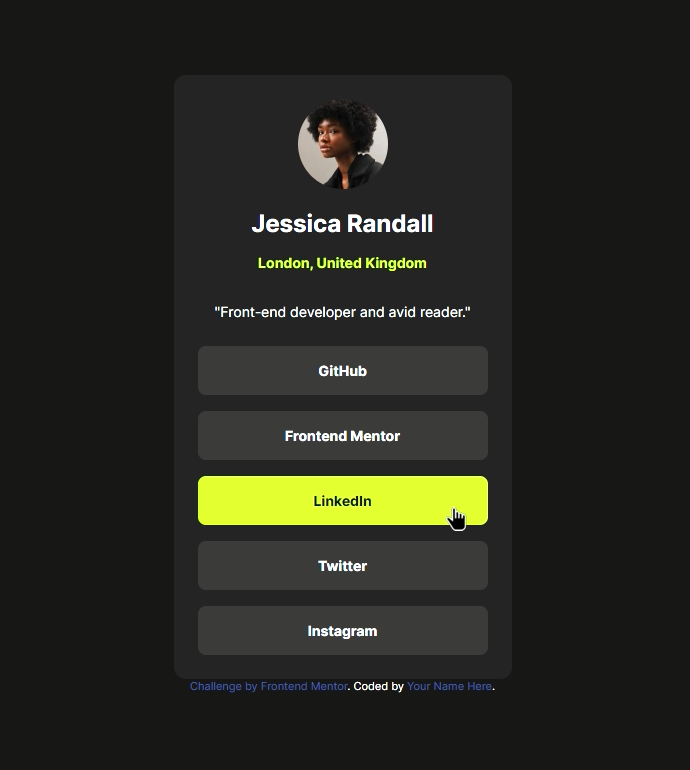 Jessica Randall
London, United Kingdom
"Front-end developer and avid reader."
GitHub
Frontend Mentor
LinkedIn
Twitter
Instagram
Challenge by Frontend Mentor. Coded by Your Name Here.